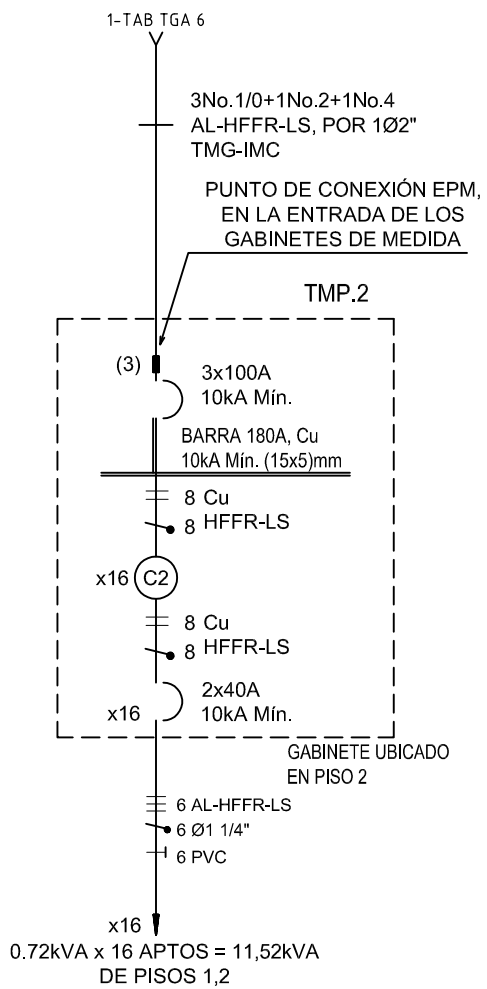 1-TAB TGA 6
3No.1/0+1No.2+1No.4
AL-HFFR-LS, POR 1Ø2"
TMG-IMC
PUNTO DE CONEXIÓN EPM,
EN LA ENTRADA DE LOS
GABINETES DE MEDIDA
TMP.2
(3)
3x100A
10kA Mín.
BARRA 180A, Cu
10kA Mín. (15x5)mm
8 Cu
8 HFFR-LS
x16 C2
8 Cu
8 HFFR-LS
2x40A
x16 10kA Mín.
GABINETE UBICADO
EN PISO 2
6 AL-HFFR-LS
6 Ø1 1/4"
6 PVC
x16
0.72kVA x 16 APTOS = 11,52kVA
DE PISOS 1,2